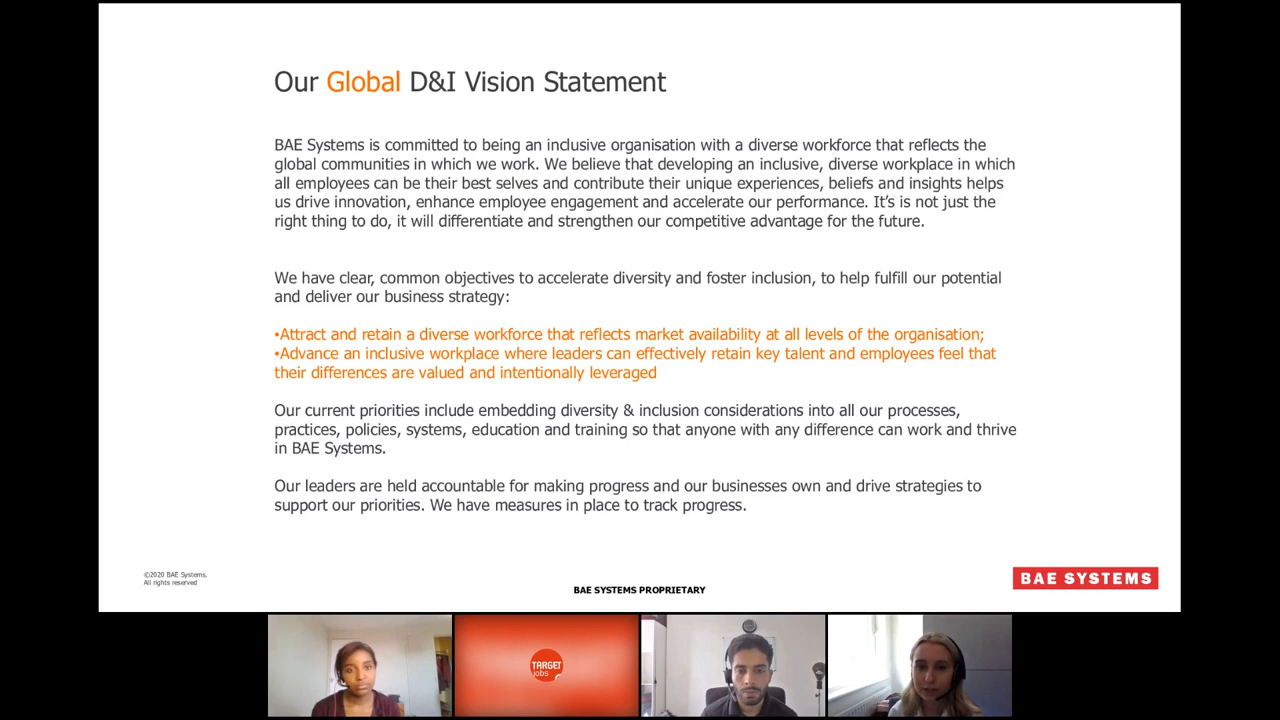 Our Global D&I Vision Statement
BAE Systems is committed to being an inclusive organisation with a diverse workforce that reflects the
global communities in which we work. We believe that developing an inclusive, diverse workplace in which
all employees can be their best selves and contribute their unique experiences, beliefs and insights helps
us drive innovation, enhance employee engagement and accelerate our performance. It's is not just the
right thing to do, it will differentiate and strengthen our competitive advantage for the future.
We have clear, common objectives to accelerate diversity and foster inclusion, to help fulfill our potential
and deliver our business strategy:
•Attract and retain a diverse workforce that reflects market availability at all levels of the organisation;
•Advance an inclusive workplace where leaders can effectively retain key talent and employees feel that
their differences are valued and intentionally leveraged
Our current priorities include embedding diversity & inclusion considerations into all our processes,
practices, policies, systems, education and training so that anyone with any difference can work and thrive
in BAE Systems.
Our leaders are held accountable for making progress and our businesses own and drive strategies to
support our priorities. We have measures in place to track progress.
©2020 BAE Systems.
All rights reserved
BAE SYSTEMS PROPRIETARY
BAE SYSTEMS
TARGET
jobs